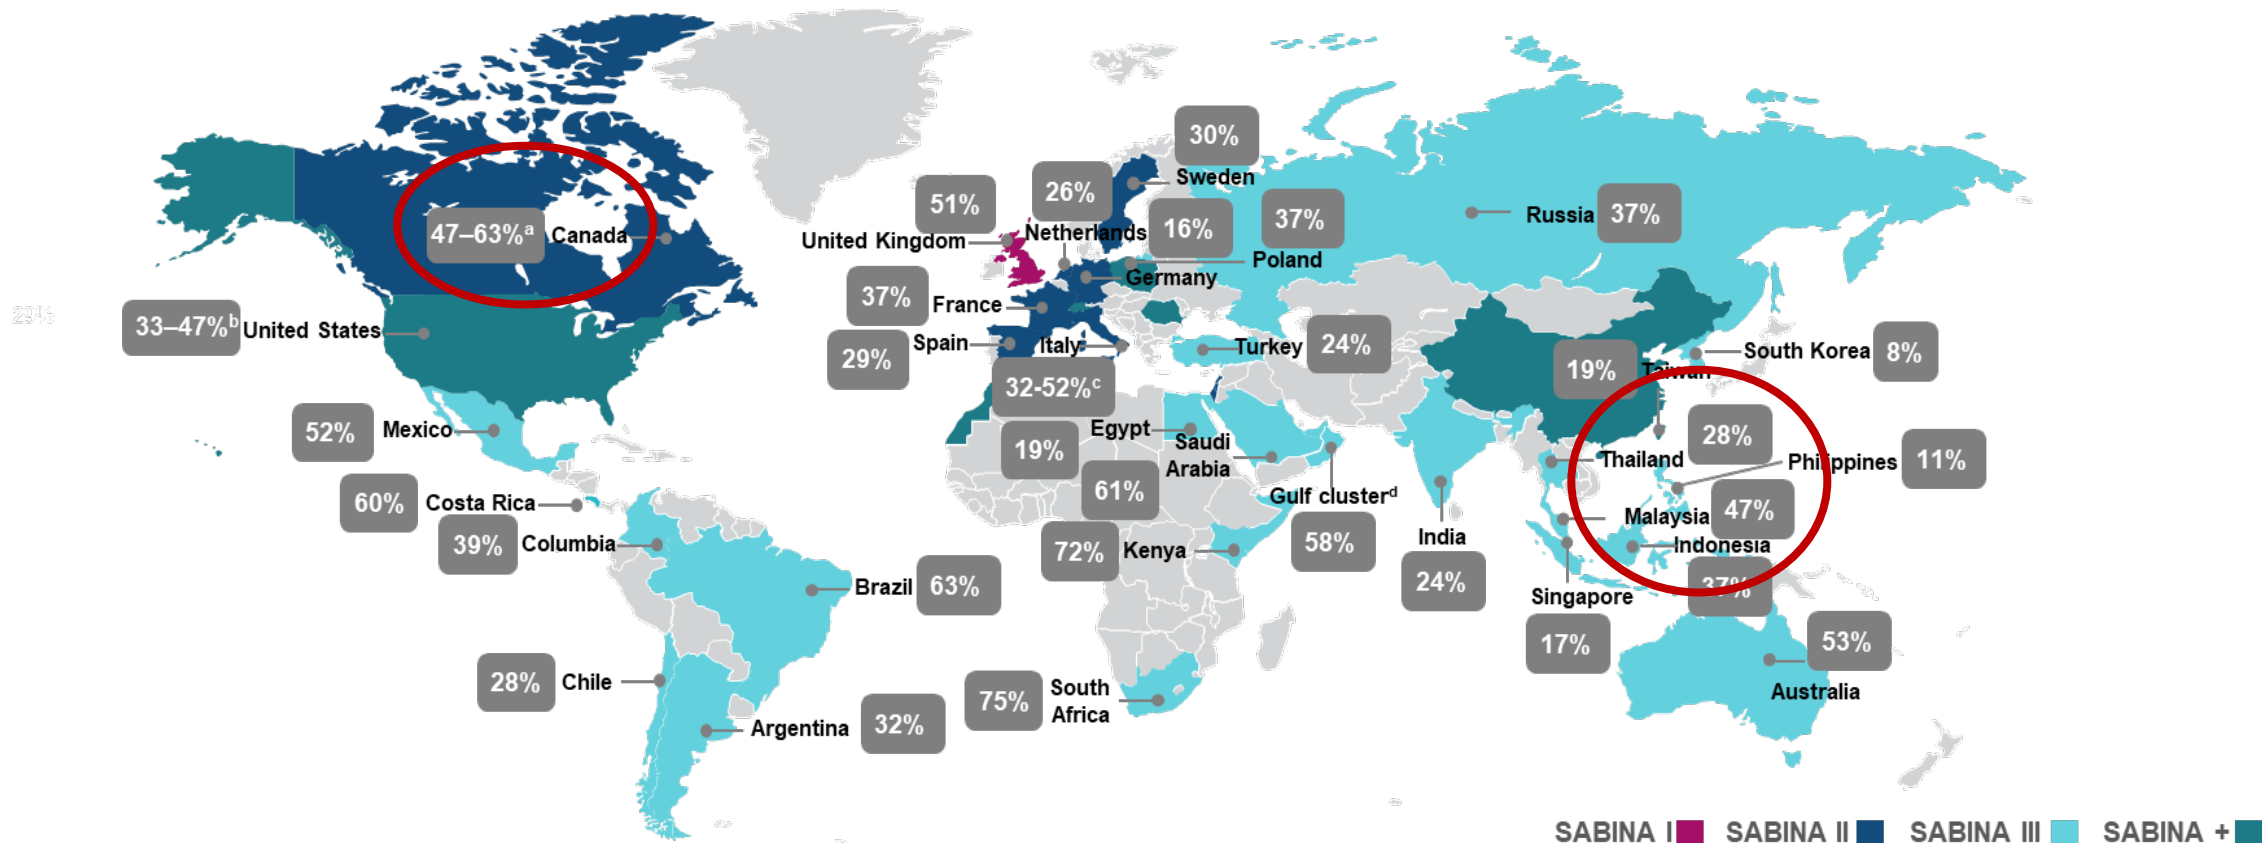 30%
Sweden
51%
26%
United Kingdom
Netherlands
16%
37%
Poland
Germany
Russia 37%
47–63%ᵃ Canada
37%
France
29%
33–47%ᵇ United States
29%
Spain
Italy
32-52%ᶜ
Turkey 24%
19%
Taiwan
South Korea 8%
52% Mexico
Egypt
19%
Saudi
Arabia
61%
Gulf clusterᵈ
58%
28%
Thailand
Philippines 11%
Malaysia 47%
Indonesia
37%
60% Costa Rica
39% Columbia
72% Kenya
India
24%
Brazil 63%
Singapore
17%
53%
Australia
28% Chile
75% South
Africa
Argentina 32%
SABINA I SABINA II SABINA III SABINA +